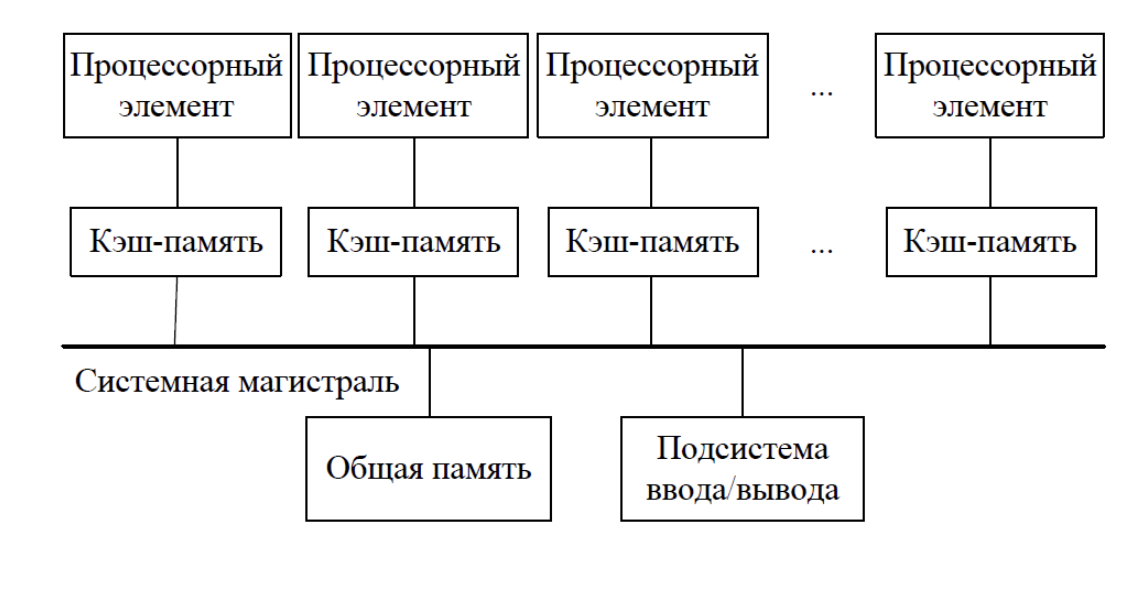 Процессорный
элемент
Процессорный
элемент
Процессорный
элемент
...
Процессорный
элемент
Кэш-память
Кэш-память
Кэш-память
...
Кэш-память
Системная магистраль
Общая память
Подсистема
ввода/вывода